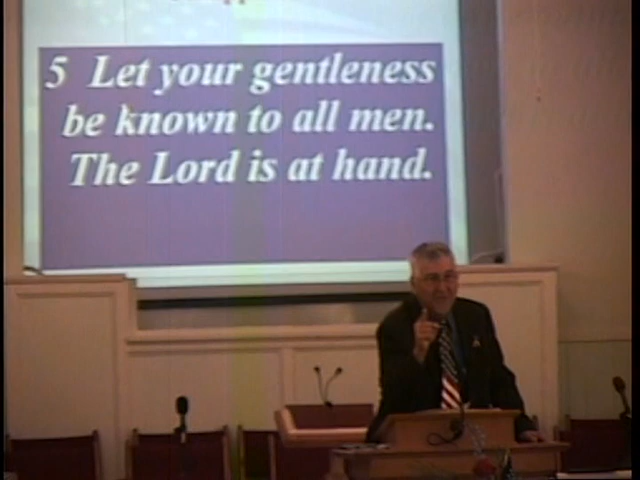 5 Let your gentleness
be known to all men.
The Lord is at hand.